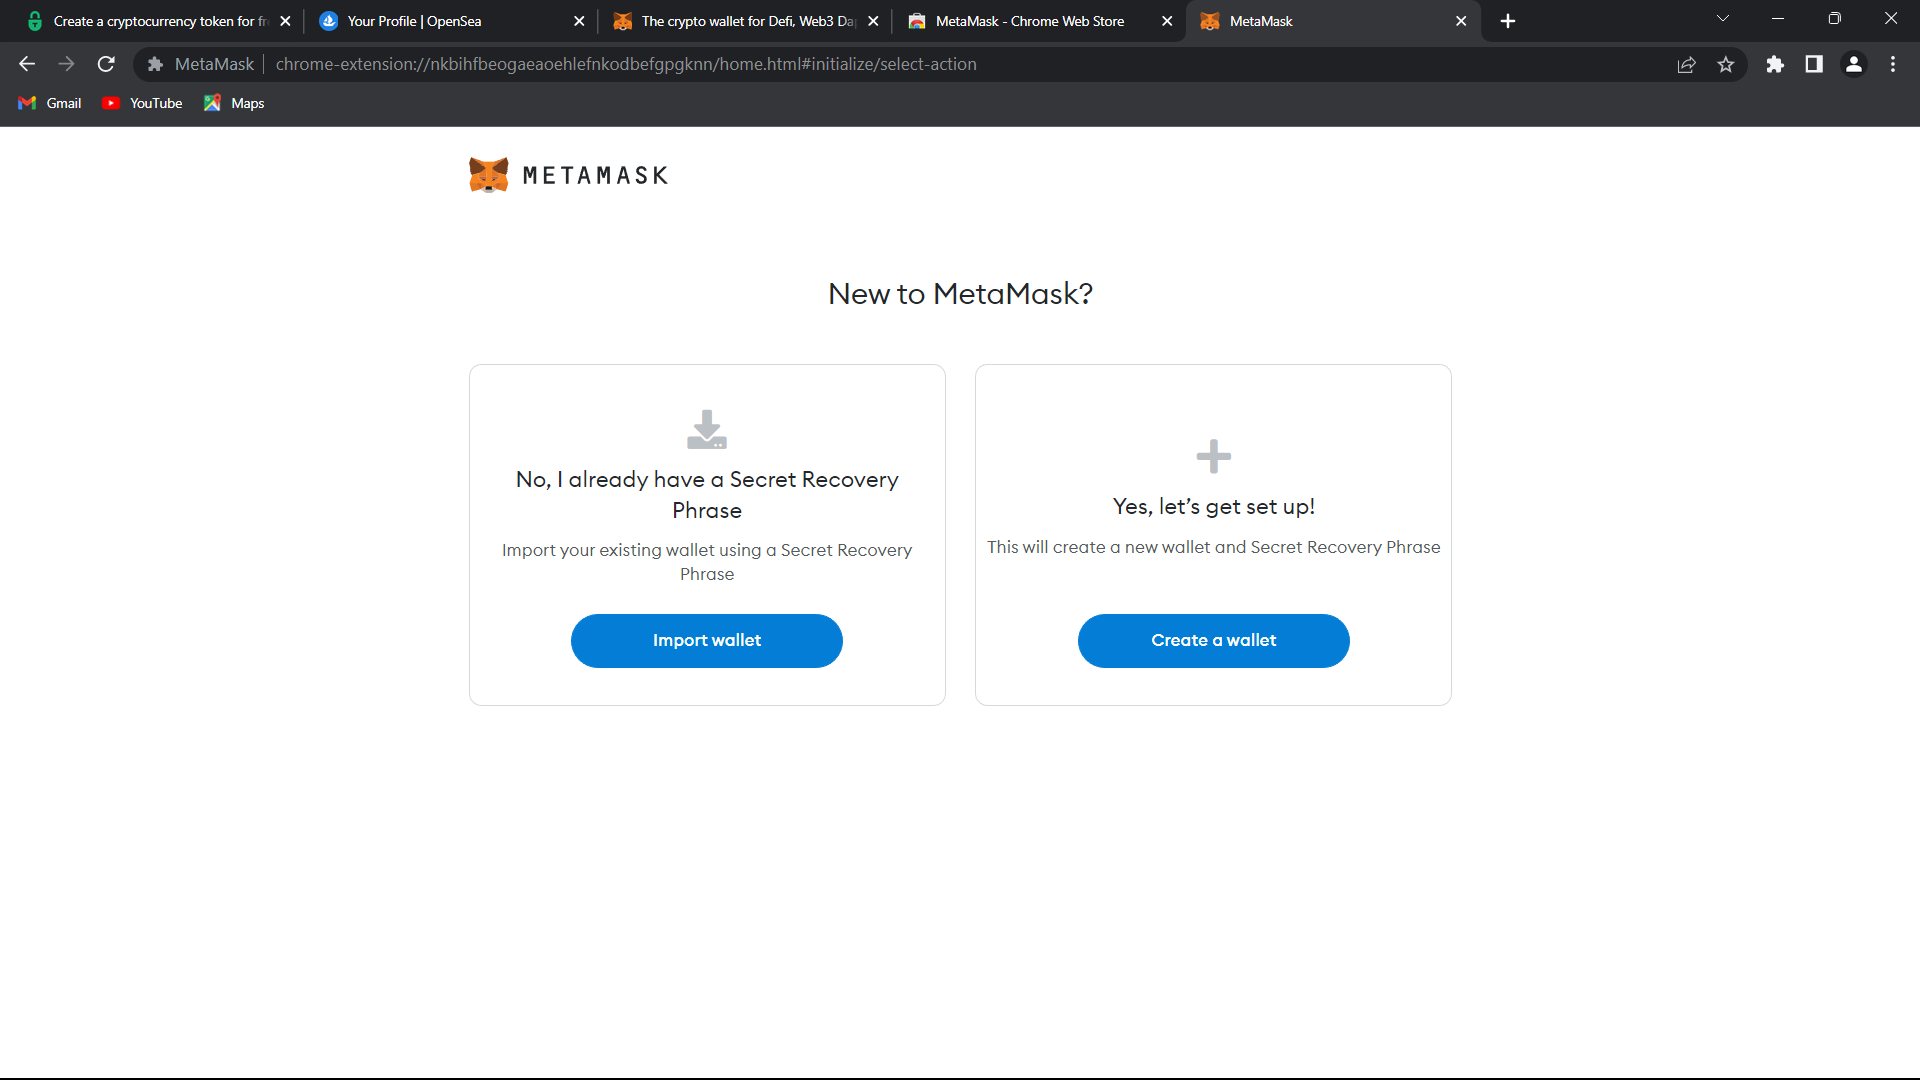 Create a cryptocurrency token for fr
Your Profile | OpenSea
The crypto wallet for Defi, Web3 Da
MetaMask - Chrome Web Store
MetaMask
MetaMask
chrome-extension://nkbihfbeogaeaoehlefnkodbefgpgknn/home.html#initialize/select-action
Gmail
YouTube
Maps
METAMASK
New to MetaMask?
No, I already have a Secret Recovery
Phrase
Import your existing wallet using a Secret Recovery
Phrase
Import wallet
Yes, let’s get set up!
This will create a new wallet and Secret Recovery Phrase
Create a wallet